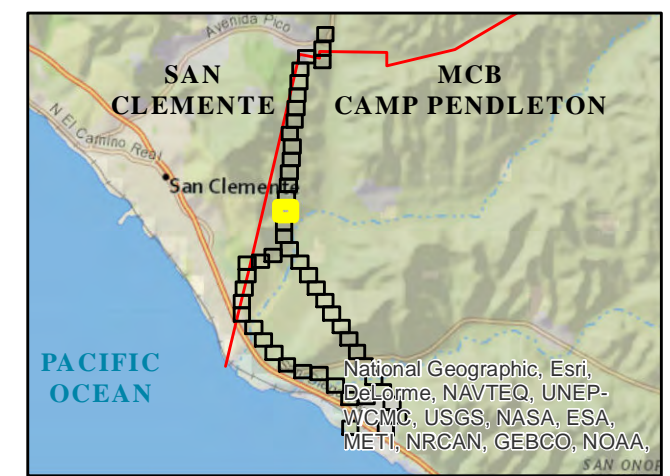 Avenida Pico
SAN
CLEMENTE
MCB
CAMP PENDLETON
N El Camino Real
San Clemente
PACIFIC
OCEAN
National Geographic, Esri,
DeLorme, NAVTEQ, UNEP-
WCMC, USGS, NASA, ESA,
METI, NRCAN, GEBCO, NOAA,
SAN ONOF